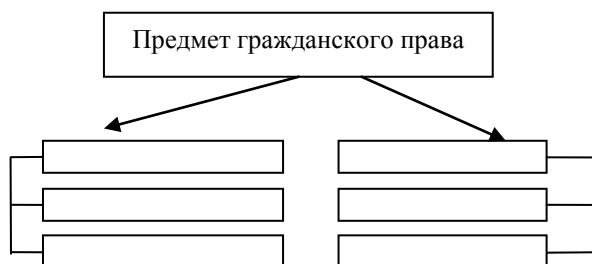 Предмет гражданского права